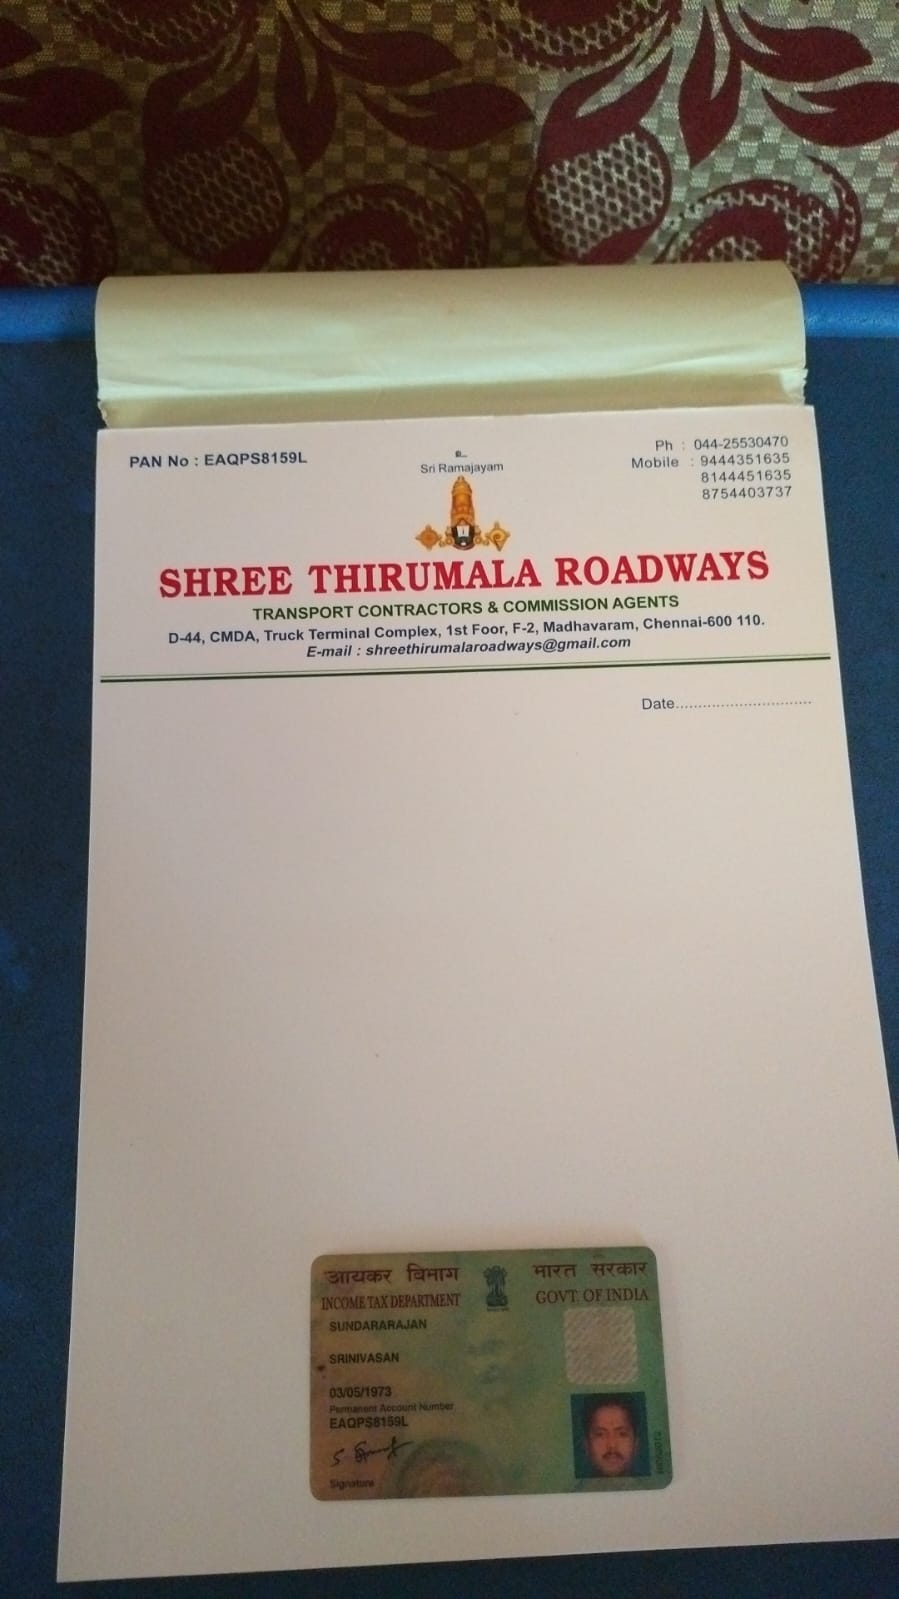 PAN No : EAQPS8159L
உ
Sri Ramajayam
Ph : 044-25530470
Mobile : 9444351635
8144451635
8754403737
SHREE THIRUMALA ROADWAYS
TRANSPORT CONTRACTORS & COMMISSION AGENTS
D-44, CMDA, Truck Terminal Complex, 1st Foor, F-2, Madhavaram, Chennai-600 110.
E-mail : shreethirumalaroadways@gmail.com
Date..............................
आयकर विभाग
INCOME TAX DEPARTMENT
भारत सरकार
GOVT. OF INDIA
SUNDARARAJAN
SRINIVASAN
03/05/1973
Permanent Account Number
EAQPS8159L
Signature